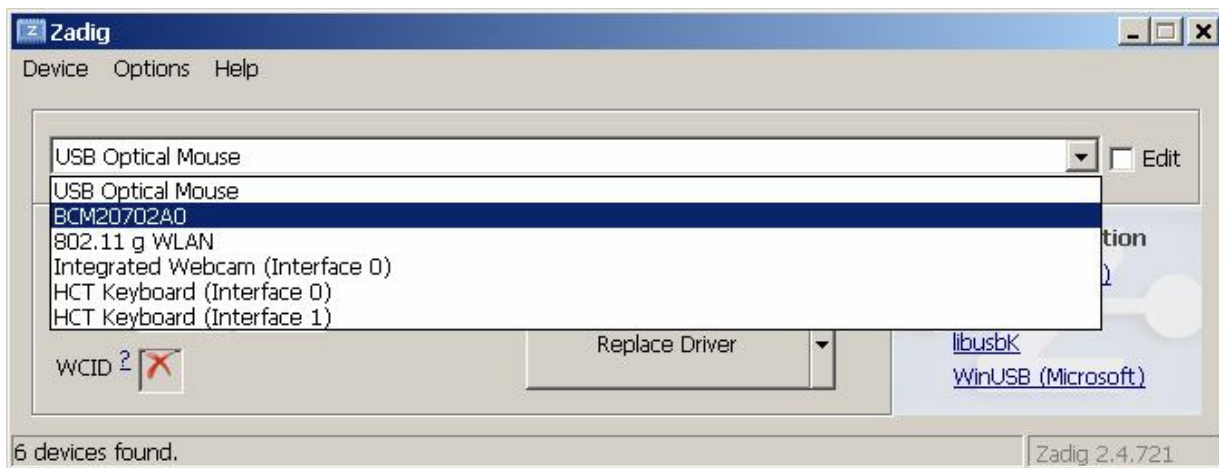 Zadig
Device Options Help
USB Optical Mouse
Edit
USB Optical Mouse
BCM20702A0
802.11 g WLAN
Integrated Webcam (Interface 0)
HCT Keyboard (Interface 0)
HCT Keyboard (Interface 1)
tion
)
WCID ?
Replace Driver
libusbK
WinUSB (Microsoft)
6 devices found.
Zadig 2.4.721